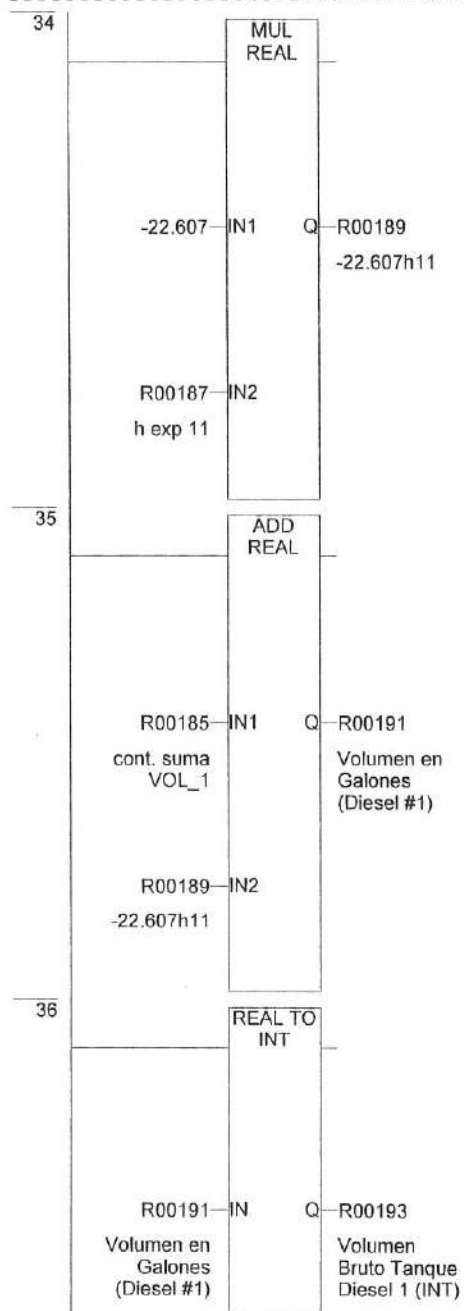 34
MUL
REAL
-22.607 IN1 Q R00189
-22.607h11
R00187 IN2
h exp 11
35
ADD
REAL
R00185 IN1 Q R00191
cont. suma
VOL_1
Volumen en
Galones
(Diesel #1)
R00189 IN2
-22.607h11
36
REAL TO
INT
R00191 IN Q R00193
Volumen en
Galones
(Diesel #1)
Volumen
Bruto Tanque
Diesel 1 (INT)